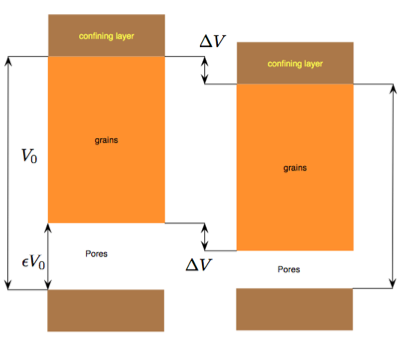 confining layer
ΔV
confining layer
V₀
grains
grains
ϵV₀
Pores
ΔV
Pores